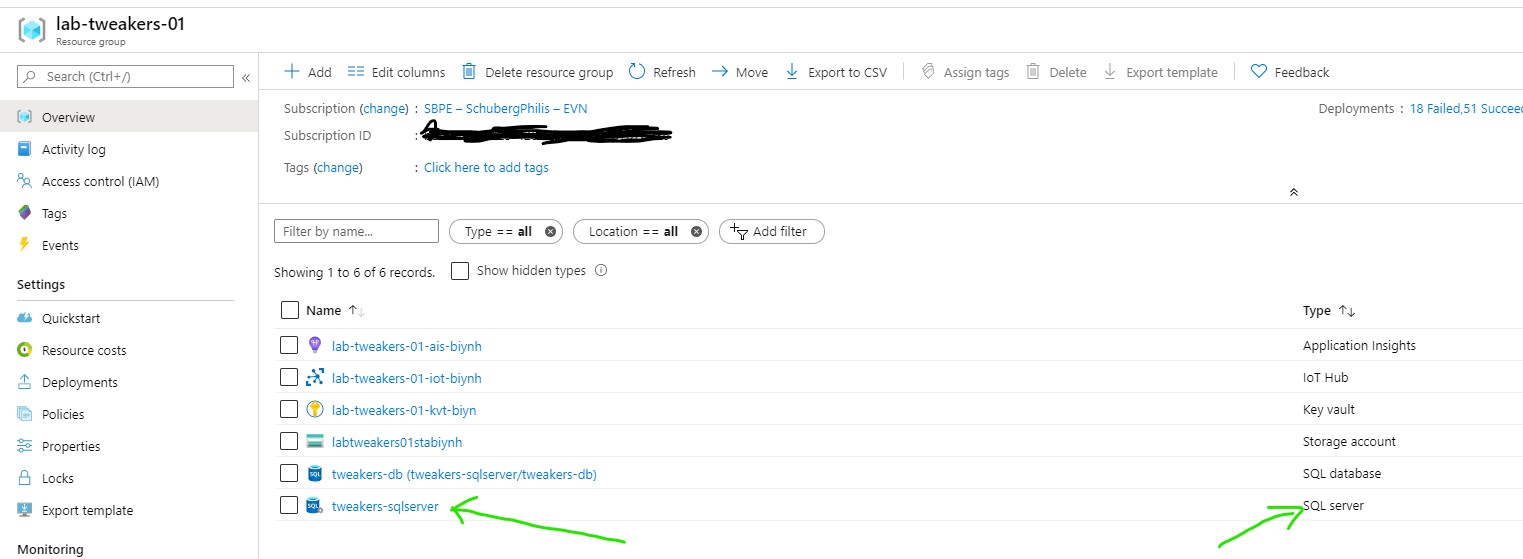 lab-tweakers-01
Resource group
Search (Ctrl+/)
«
Overview
Activity log
Access control (IAM)
Tags
Events
Settings
Quickstart
Resource costs
Deployments
Policies
Properties
Locks
Export template
Monitoring
Add Edit columns Delete resource group Refresh Move Export to CSV Assign tags Delete Export template Feedback
Subscription (change) : SBPE – SchubergPhilis – EVN Deployments : 18 Failed,51 Succeed
Subscription ID :
Tags (change) : Click here to add tags
Filter by name... Type == all Location == all Add filter
Showing 1 to 6 of 6 records. Show hidden types
Name Type
lab-tweakers-01-ais-biynh Application Insights
lab-tweakers-01-iot-biynh IoT Hub
lab-tweakers-01-kvt-biyn Key vault
labtweakers01stabiynh Storage account
tweakers-db (tweakers-sqlserver/tweakers-db) SQL database
tweakers-sqlserver SQL server